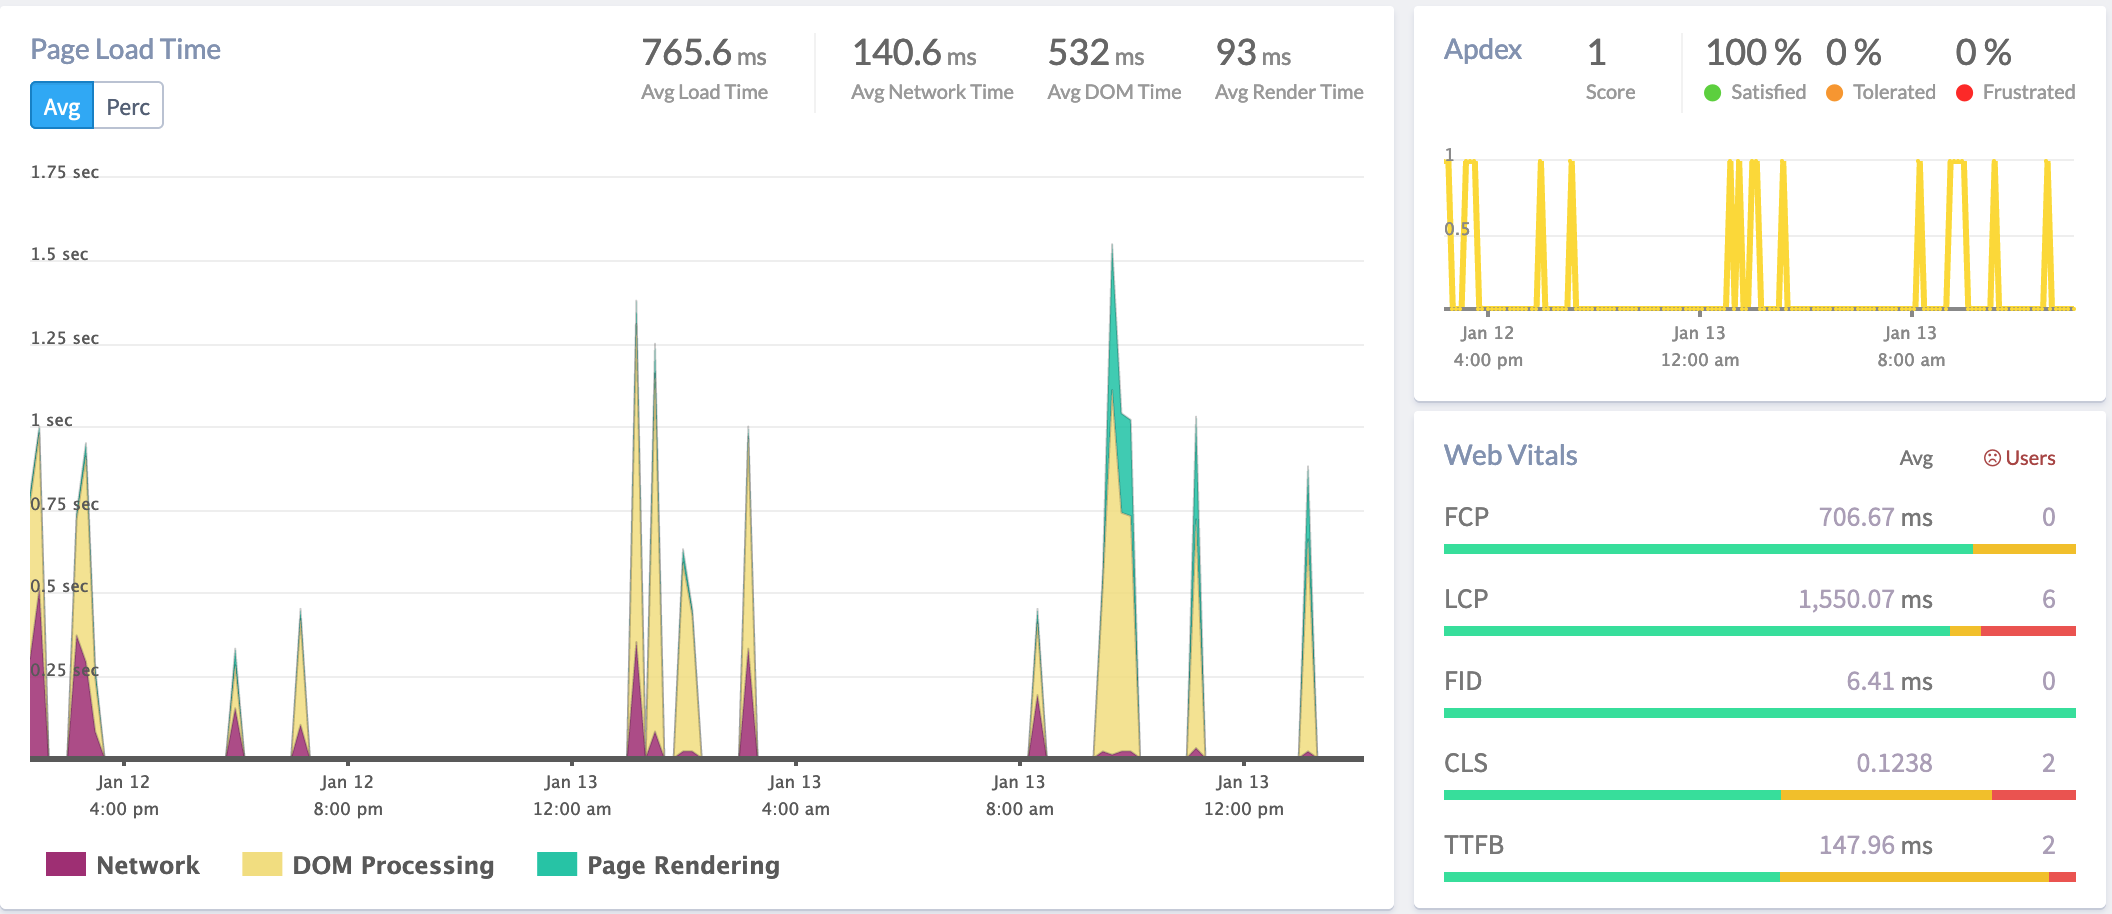 Page Load Time
Avg Perc
765.6 ms
Avg Load Time
140.6 ms
Avg Network Time
532 ms
Avg DOM Time
93 ms
Avg Render Time
1.75 sec
1.5 sec
1.25 sec
1 sec
0.75 sec
0.5 sec
0.25 sec
Jan 12
4:00 pm
Jan 12
8:00 pm
Jan 13
12:00 am
Jan 13
4:00 am
Jan 13
8:00 am
Jan 13
12:00 pm
Network DOM Processing Page Rendering
Apdex
1
Score
100 %
Satisfied
0 %
Tolerated
0 %
Frustrated
1
0.5
Jan 12
4:00 pm
Jan 13
12:00 am
Jan 13
8:00 am
Web Vitals Avg Users
FCP 706.67 ms 0
LCP 1,550.07 ms 6
FID 6.41 ms 0
CLS 0.1238 2
TTFB 147.96 ms 2